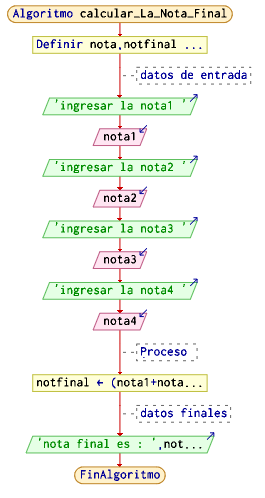 Algoritmo calcular_La_Nota_Final
Definir nota,notfinal ...
datos de entrada
'ingresar la nota1 '
nota1
'ingresar la nota2 '
nota2
'ingresar la nota3 '
nota3
'ingresar la nota4 '
nota4
Proceso
notfinal ← (nota1+nota...
datos finales
'nota final es : ',not...
FinAlgoritmo